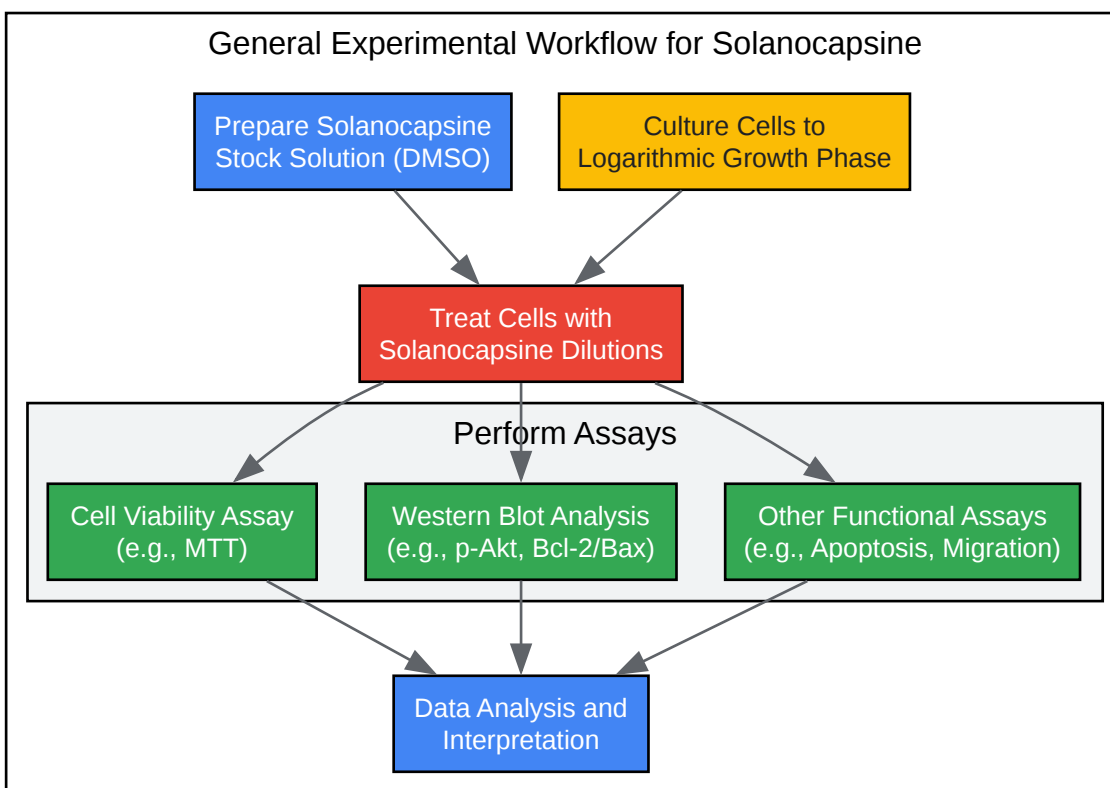 General Experimental Workflow for Solanocapsine
Prepare Solanocapsine
Stock Solution (DMSO)
Culture Cells to
Logarithmic Growth Phase
Treat Cells with
Solanocapsine Dilutions
Perform Assays
Cell Viability Assay
(e.g., MTT)
Western Blot Analysis
(e.g., p-Akt, Bcl-2/Bax)
Other Functional Assays
(e.g., Apoptosis, Migration)
Data Analysis and
Interpretation